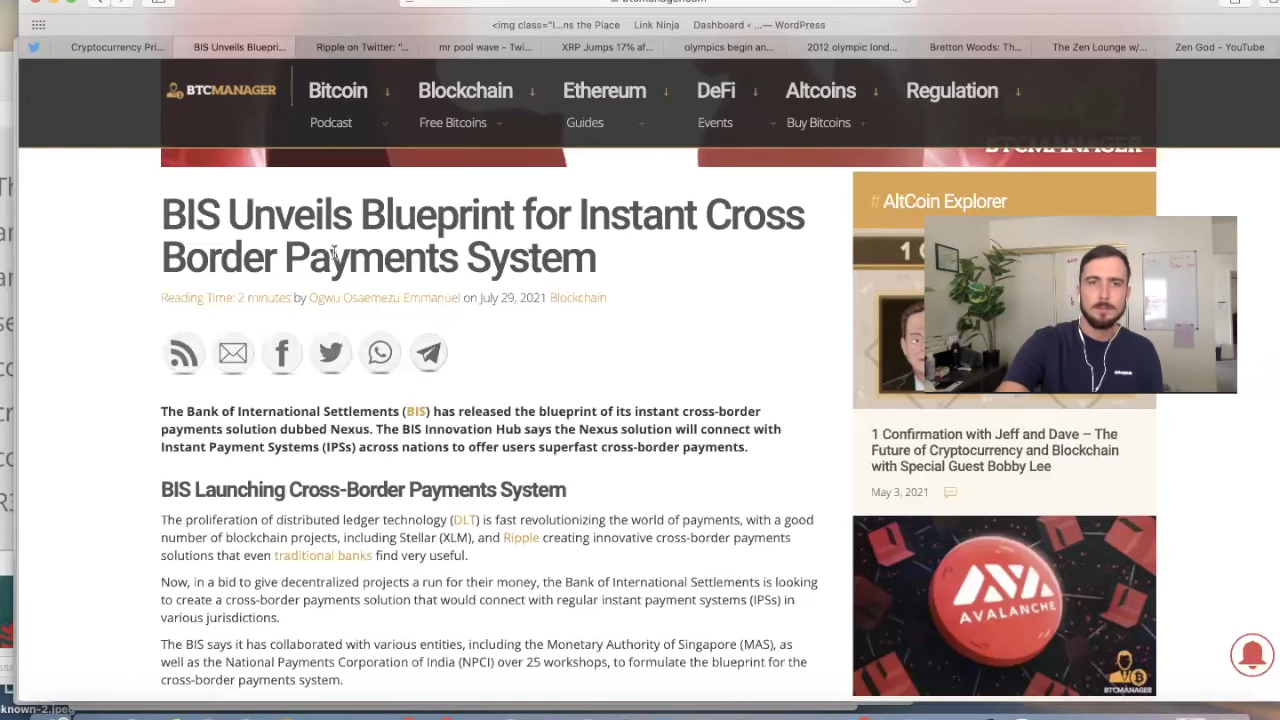 btcmanager.com
<img class="l...ns the Place Link Ninja Dashboard ‹ ...— WordPress
Cryptocurrency Pri... BIS Unveils Bluepri... Ripple on Twitter: "... mr pool wave – Twi... XRP Jumps 17% af... olympics begin an... 2012 olympic lond... Bretton Woods: Th... The Zen Lounge w/... Zen God - YouTube
BTCMANAGER Bitcoin ↓ Blockchain ↓ Ethereum ↓ DeFi ↓ Altcoins ↓ Regulation ↓
Podcast Free Bitcoins Guides Events Buy Bitcoins
BTCMANAGER
BIS Unveils Blueprint for Instant Cross
Border Payments System
Reading Time: 2 minutes by Ogwu Osaemezu Emmanuel on July 29, 2021 Blockchain
The Bank of International Settlements (BIS) has released the blueprint of its instant cross-border
payments solution dubbed Nexus. The BIS Innovation Hub says the Nexus solution will connect with
Instant Payment Systems (IPSs) across nations to offer users superfast cross-border payments.
BIS Launching Cross-Border Payments System
The proliferation of distributed ledger technology (DLT) is fast revolutionizing the world of payments, with a good
number of blockchain projects, including Stellar (XLM), and Ripple creating innovative cross-border payments
solutions that even traditional banks find very useful.
Now, in a bid to give decentralized projects a run for their money, the Bank of International Settlements is looking
to create a cross-border payments solution that would connect with regular instant payment systems (IPSs) in
various jurisdictions.
The BIS says it has collaborated with various entities, including the Monetary Authority of Singapore (MAS), as
well as the National Payments Corporation of India (NPCI) over 25 workshops, to formulate the blueprint for the
cross-border payments system.
# AltCoin Explorer
1 Confirmation with Jeff and Dave – The
Future of Cryptocurrency and Blockchain
with Special Guest Bobby Lee
May 3, 2021
AVALANCHE
BTCMANAGER
known-2.jpeg